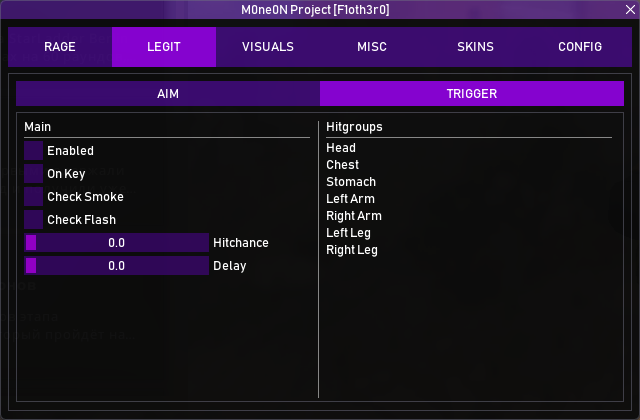 M0ne0N Project [F1oth3r0]
RAGE
LEGIT
VISUALS
MISC
SKINS
CONFIG
AIM
TRIGGER
Main
Enabled
On Key
Check Smoke
Check Flash
0.0 Hitchance
0.0 Delay
Hitgroups
Head
Chest
Stomach
Left Arm
Right Arm
Left Leg
Right Leg